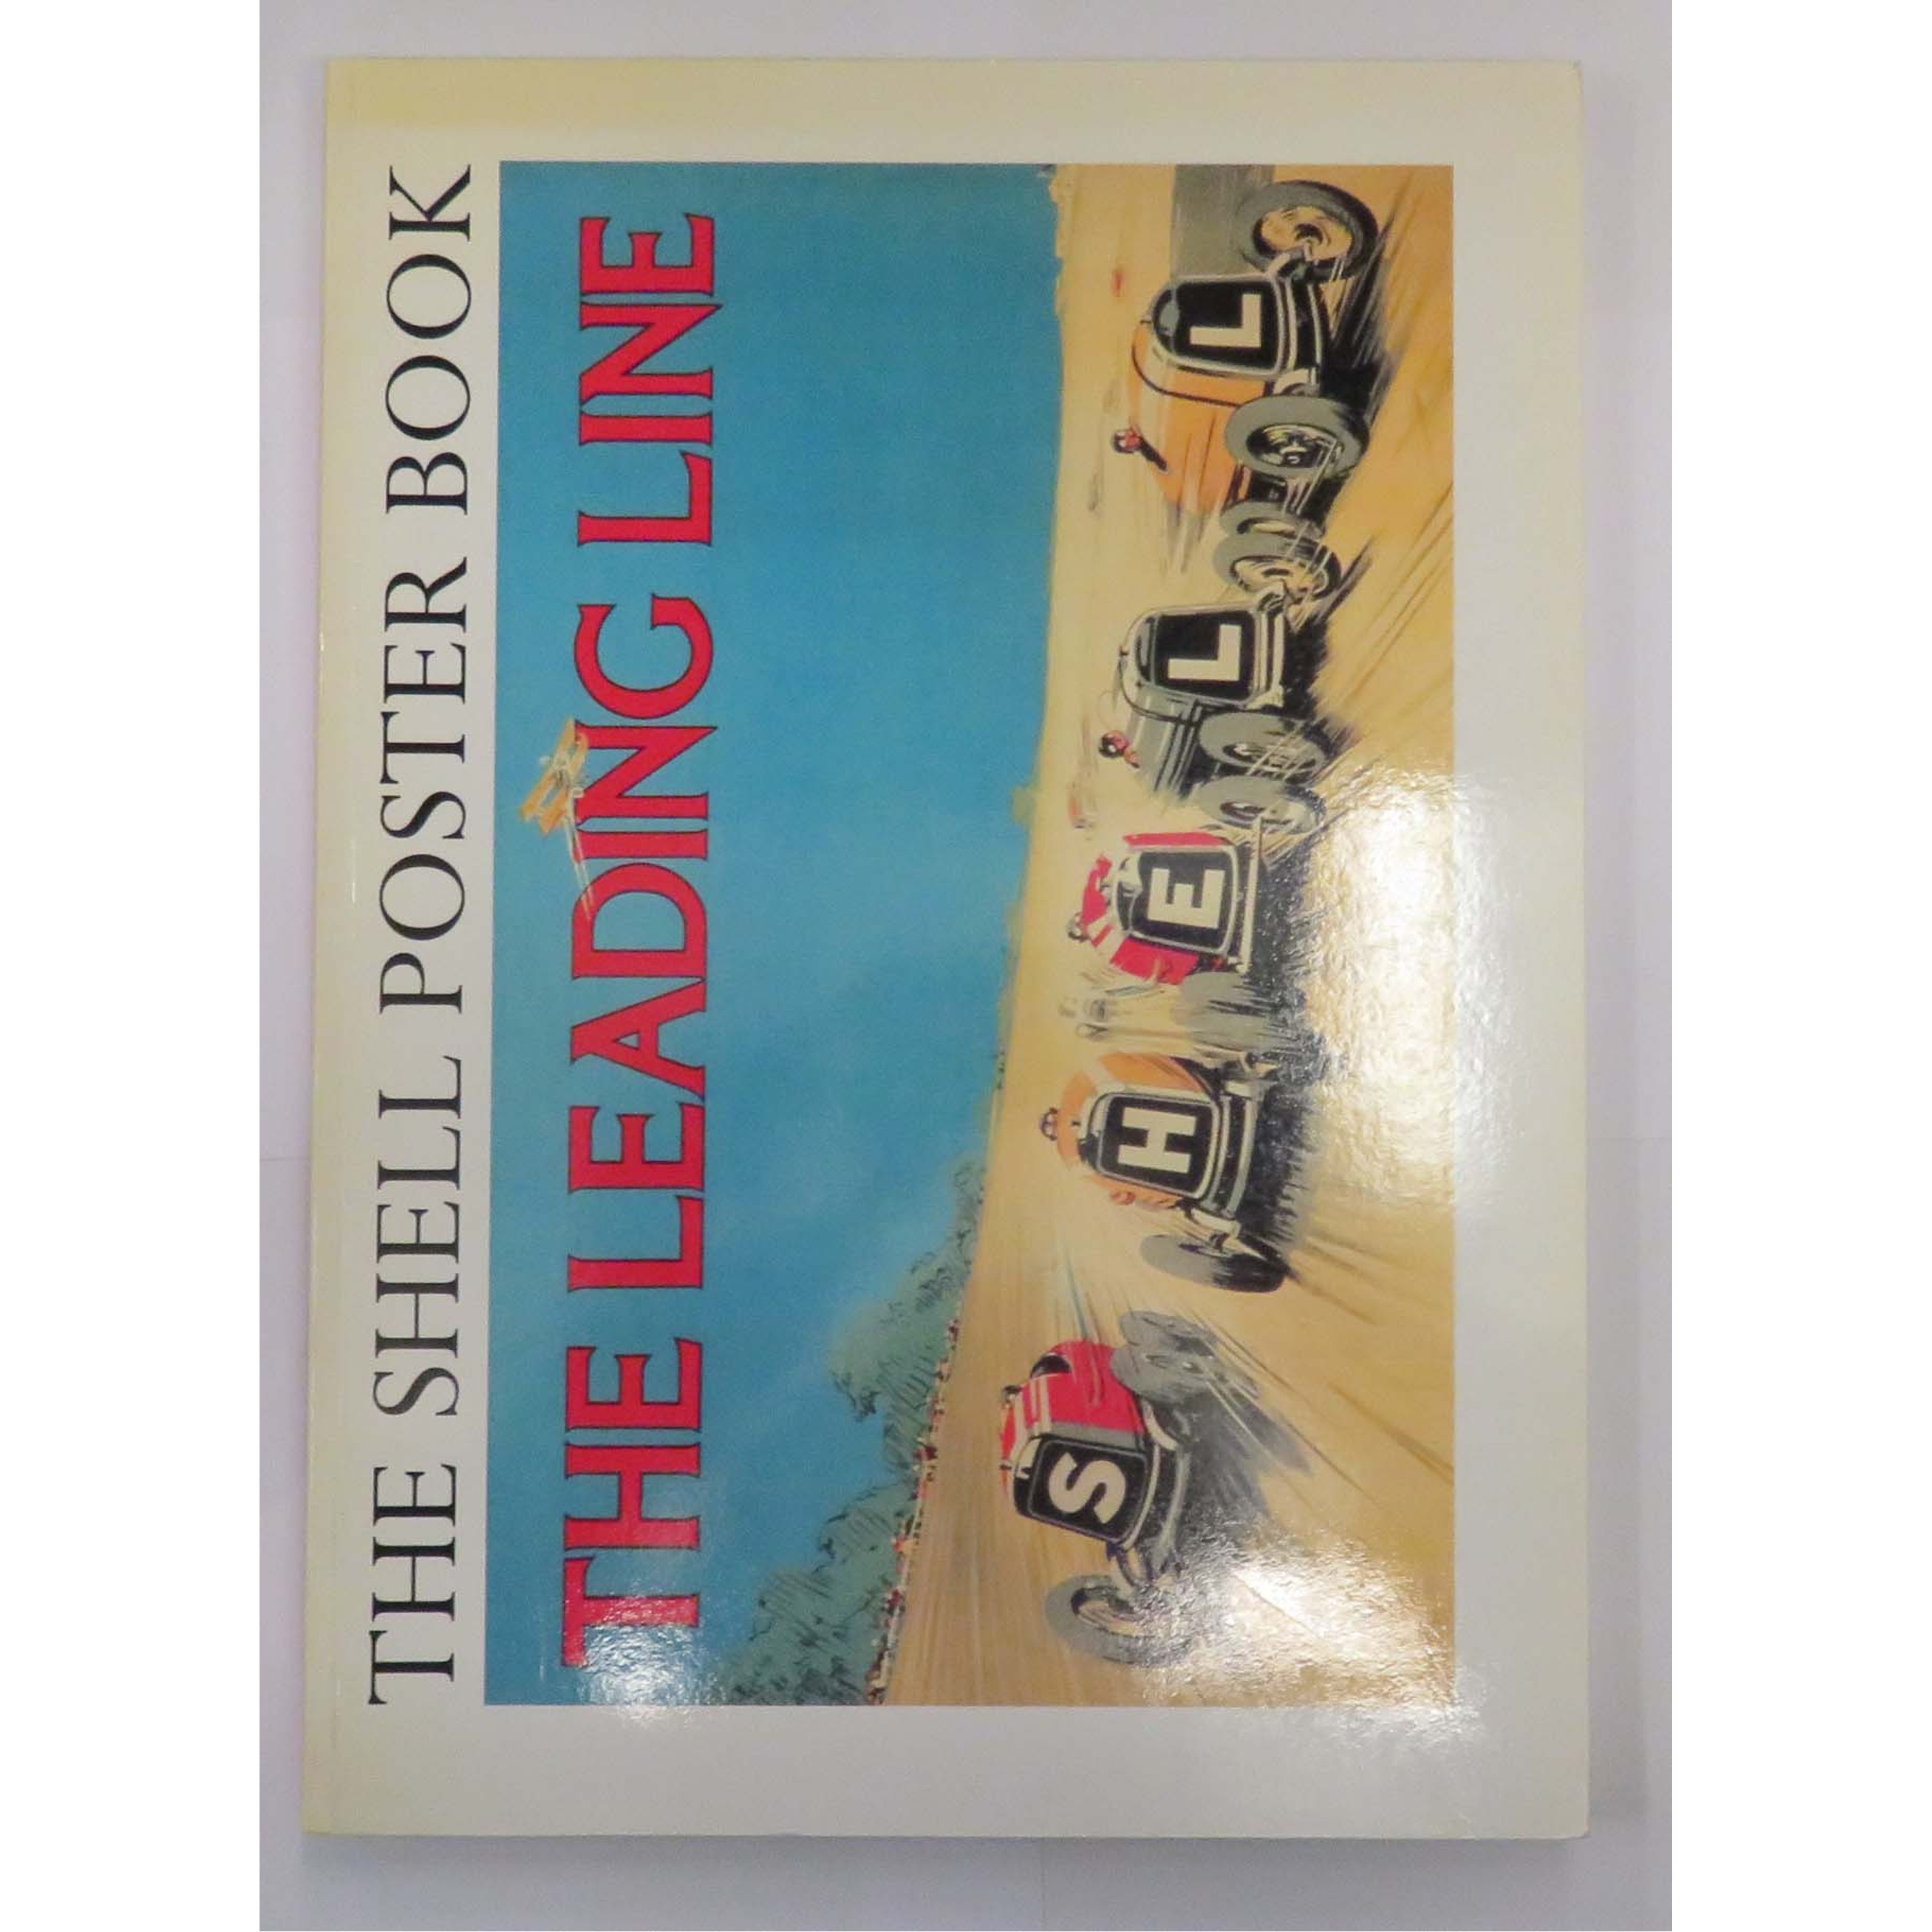 THE SHELL POSTER BOOK
THE LEADING LINE
S H E L L